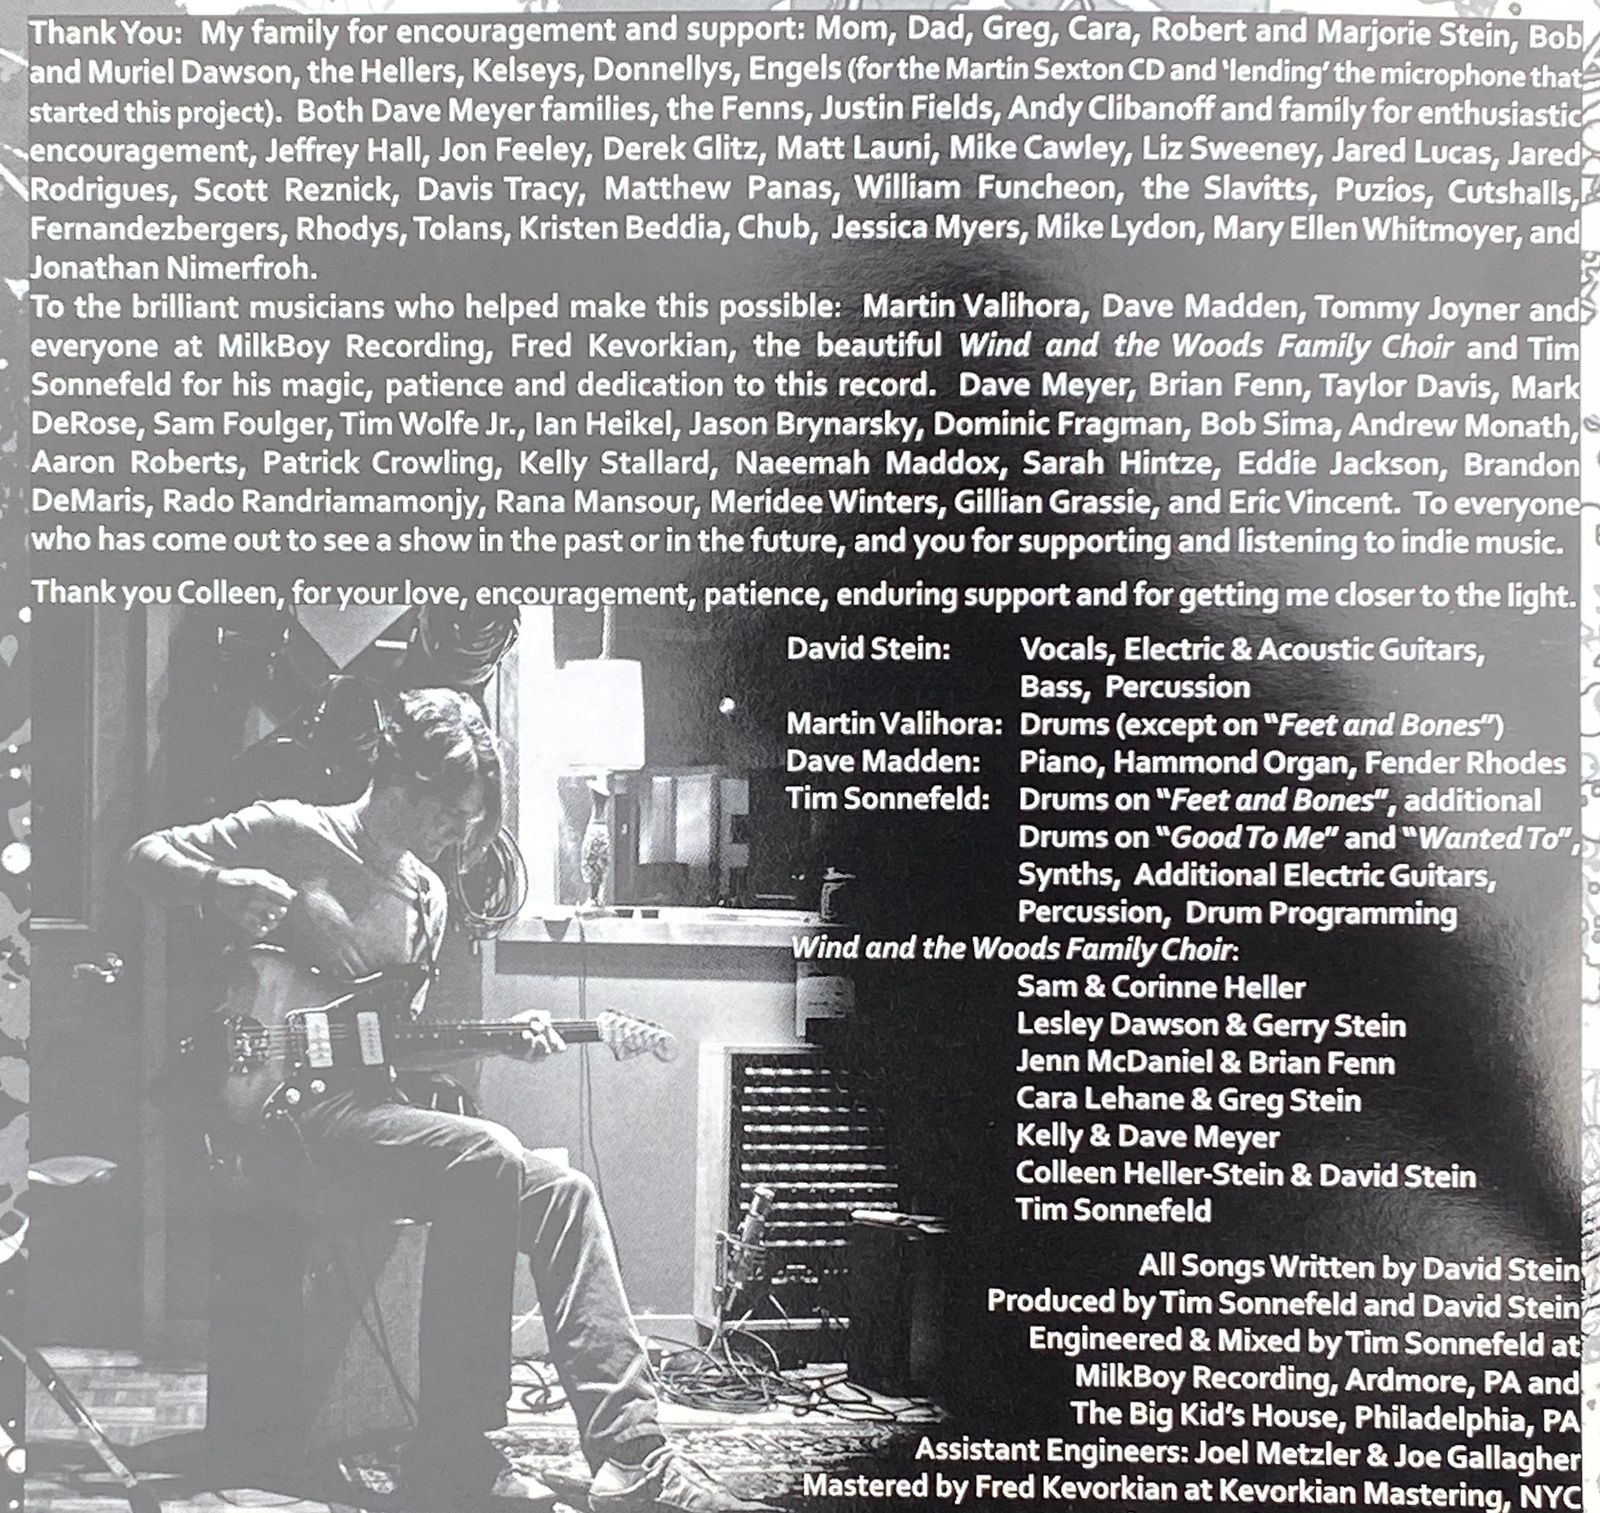 Thank You: My family for encouragement and support: Mom, Dad, Greg, Cara, Robert and Marjorie Stein, Bob
and Muriel Dawson, the Hellers, Kelseys, Donnellys, Engels (for the Martin Sexton CD and 'lending' the microphone that
started this project). Both Dave Meyer families, the Fenns, Justin Fields, Andy Clibanoff and family for enthusiastic
encouragement, Jeffrey Hall, Jon Feeley, Derek Glitz, Matt Launi, Mike Cawley, Liz Sweeney, Jared Lucas, Jared
Rodrigues, Scott Reznick, Davis Tracy, Matthew Panas, William Funcheon, the Slavitts, Puzios, Cutshalls,
Fernandezbergers, Rhodys, Tolans, Kristen Beddia, Chub, Jessica Myers, Mike Lydon, Mary Ellen Whitmoyer, and
Jonathan Nimerfroh.
To the brilliant musicians who helped make this possible: Martin Valihora, Dave Madden, Tommy Joyner and
everyone at MilkBoy Recording, Fred Kevorkian, the beautiful Wind and the Woods Family Choir and Tim
Sonnefeld for his magic, patience and dedication to this record. Dave Meyer, Brian Fenn, Taylor Davis, Mark
DeRose, Sam Foulger, Tim Wolfe Jr., Ian Heikel, Jason Brynarsky, Dominic Fragman, Bob Sima, Andrew Monath,
Aaron Roberts, Patrick Crowling, Kelly Stallard, Naeemah Maddox, Sarah Hintze, Eddie Jackson, Brandon
DeMaris, Rado Randriamamonjy, Rana Mansour, Meridee Winters, Gillian Grassie, and Eric Vincent. To everyone
who has come out to see a show in the past or in the future, and you for supporting and listening to indie music.
Thank you Colleen, for your love, encouragement, patience, enduring support and for getting me closer to the light.
David Stein: Vocals, Electric & Acoustic Guitars,
Bass, Percussion
Martin Valihora: Drums (except on "Feet and Bones")
Dave Madden: Piano, Hammond Organ, Fender Rhodes
Tim Sonnefeld: Drums on "Feet and Bones", additional
Drums on "Good To Me" and "Wanted To",
Synths, Additional Electric Guitars,
Percussion, Drum Programming
Wind and the Woods Family Choir:
Sam & Corinne Heller
Lesley Dawson & Gerry Stein
Jenn McDaniel & Brian Fenn
Cara Lehane & Greg Stein
Kelly & Dave Meyer
Colleen Heller-Stein & David Stein
Tim Sonnefeld
All Songs Written by David Stein
Produced by Tim Sonnefeld and David Stein
Engineered & Mixed by Tim Sonnefeld at
MilkBoy Recording, Ardmore, PA and
The Big Kid's House, Philadelphia, PA
Assistant Engineers: Joel Metzler & Joe Gallagher
Mastered by Fred Kevorkian at Kevorkian Mastering, NYC